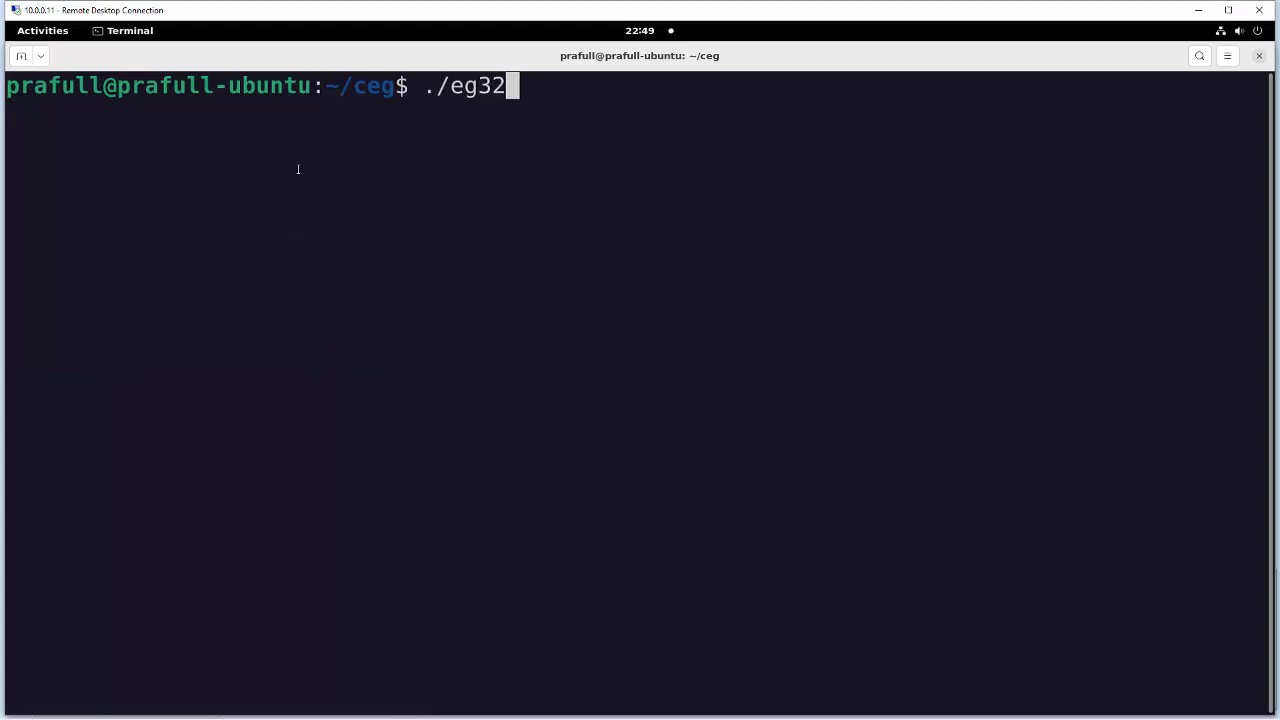 10.0.0.11 - Remote Desktop Connection
Activities Terminal 22:49
prafull@prafull-ubuntu: ~/ceg
prafull@prafull-ubuntu:~/ceg$ ./eg32